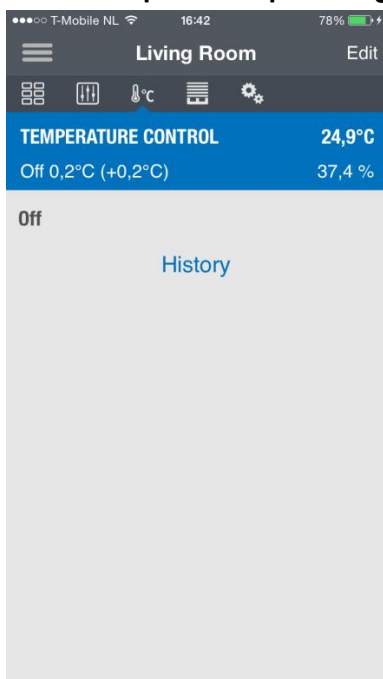 T-Mobile NL 16:42 78%
Living Room Edit
°C
TEMPERATURE CONTROL 24,9°C
Off 0,2°C (+0,2°C) 37,4 %
Off
History